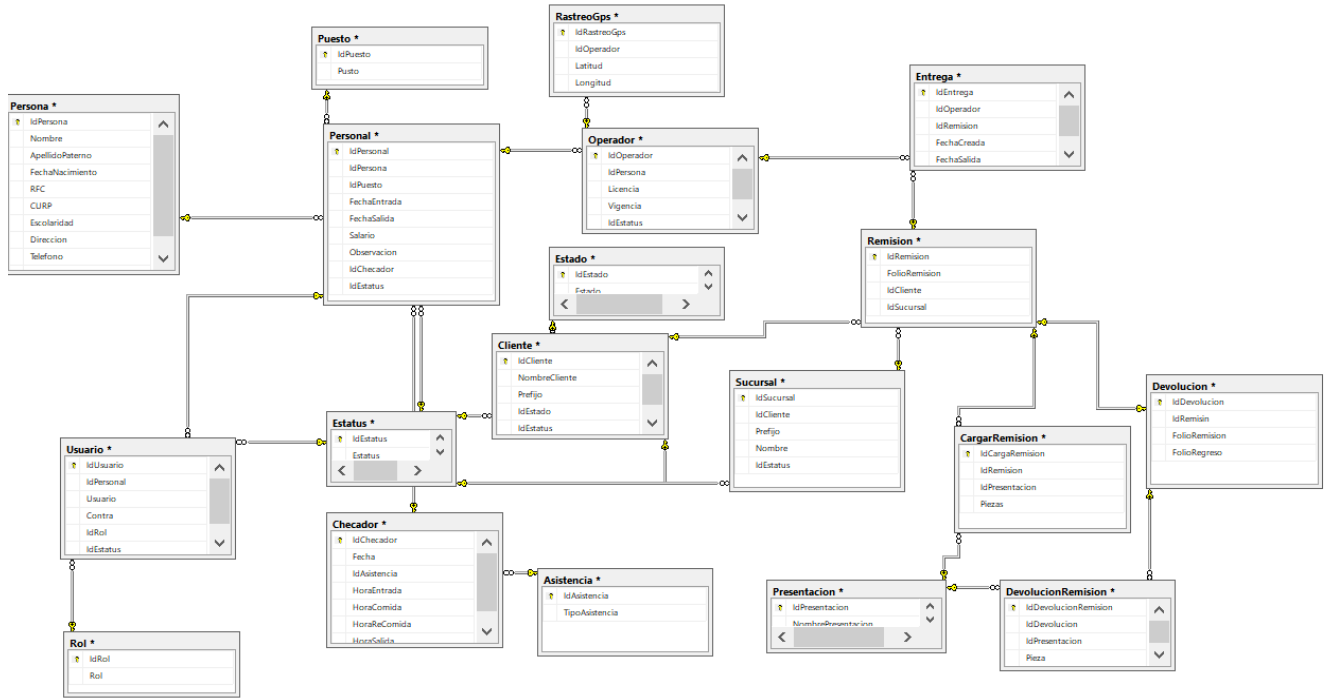 Puesto *
IdPuesto
Pusto
RastreoGps *
IdRastreoGps
IdOperador
Latitud
Longitud
Entrega *
IdEntrega
IdOperador
IdRemision
FechaCreada
FechaSalida
Persona *
IdPersona
Nombre
ApellidoPaterno
FechaNacimiento
RFC
CURP
Escolaridad
Direccion
Telefono
Personal *
IdPersonal
IdPersona
IdPuesto
FechaEntrada
FechaSalida
Salario
Observacion
IdChecador
IdEstatus
Operador *
IdOperador
IdPersona
Licencia
Vigencia
IdEstatus
Remision *
IdRemision
FolioRemision
IdCliente
IdSucursal
Estado *
IdEstado
Estado
Cliente *
IdCliente
NombreCliente
Prefijo
IdEstado
IdEstatus
Sucursal *
IdSucursal
IdCliente
Prefijo
Nombre
IdEstatus
Devolucion *
IdDevolucion
IdRemisin
FolioRemision
FolioRegreso
Estatus *
IdEstatus
Estatus
CargarRemision *
IdCargaRemision
IdRemision
IdPresentacion
Piezas
Usuario *
IdUsuario
IdPersonal
Usuario
Contra
IdRol
IdEstatus
Checador *
IdChecador
Fecha
IdAsistencia
HoraEntrada
HoraComida
HoraReComida
HoraSalida
Asistencia *
IdAsistencia
TipoAsistencia
Presentacion *
IdPresentacion
NombrePresentacion
DevolucionRemision *
IdDevolucionRemision
IdDevolucion
IdPresentacion
Pieza
Rol *
IdRol
Rol